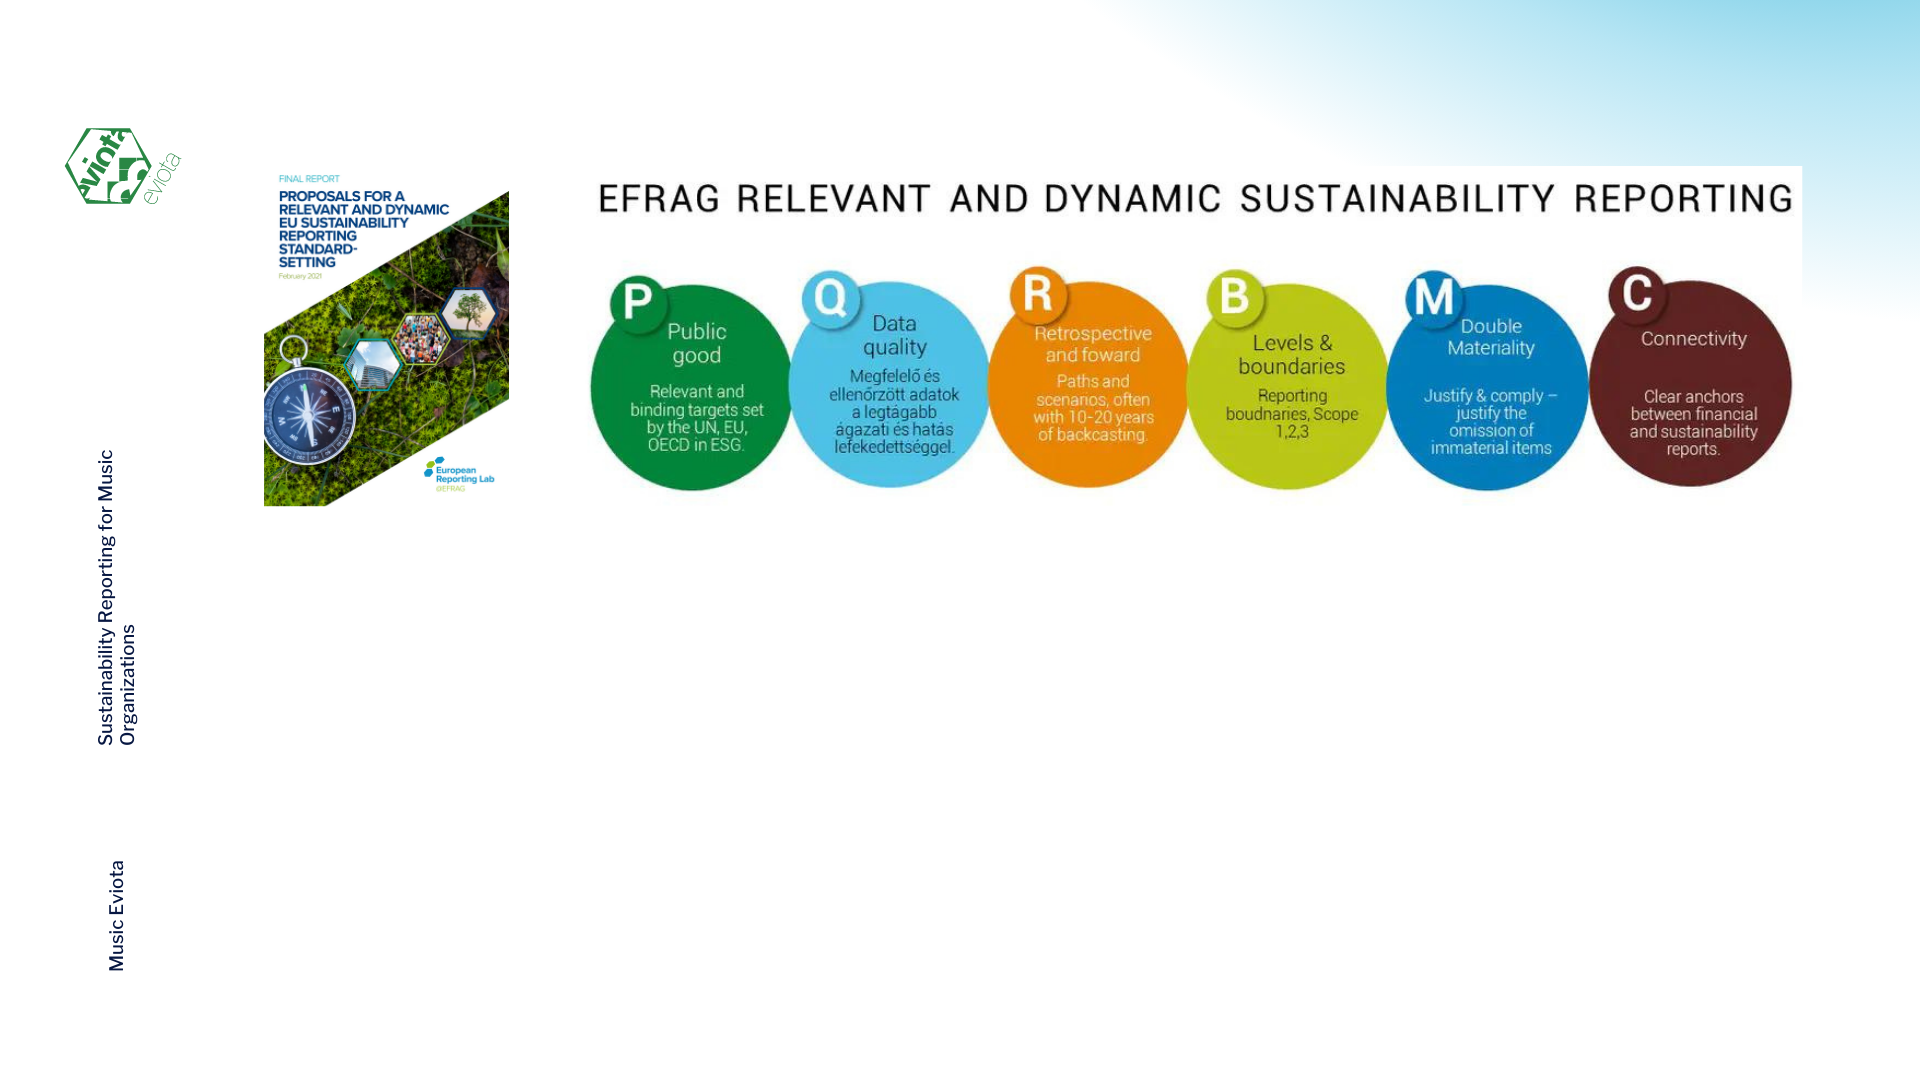 eviota
eviota
Sustainability Reporting for Music
Organizations
Music Eviota
FINAL REPORT
PROPOSALS FOR A
RELEVANT AND DYNAMIC
EU SUSTAINABILITY
REPORTING
STANDARD-
SETTING
February 2021
European
Reporting Lab
@EFRAG
EFRAG RELEVANT AND DYNAMIC SUSTAINABILITY REPORTING
P
Public
good
Relevant and
binding targets set
by the UN, EU,
OECD in ESG.
Q
Data
quality
Megfelelő és
ellenőrzött adatok
a legtágabb
ágazati és hatás
lefekedettséggel.
R
Retrospective
and foward
Paths and
scenarios, often
with 10-20 years
of backcasting.
B
Levels &
boundaries
Reporting
boudnaries, Scope
1,2,3
M
Double
Materiality
Justify & comply –
justify the
omission of
immaterial items
C
Connectivity
Clear anchors
between financial
and sustainability
reports.